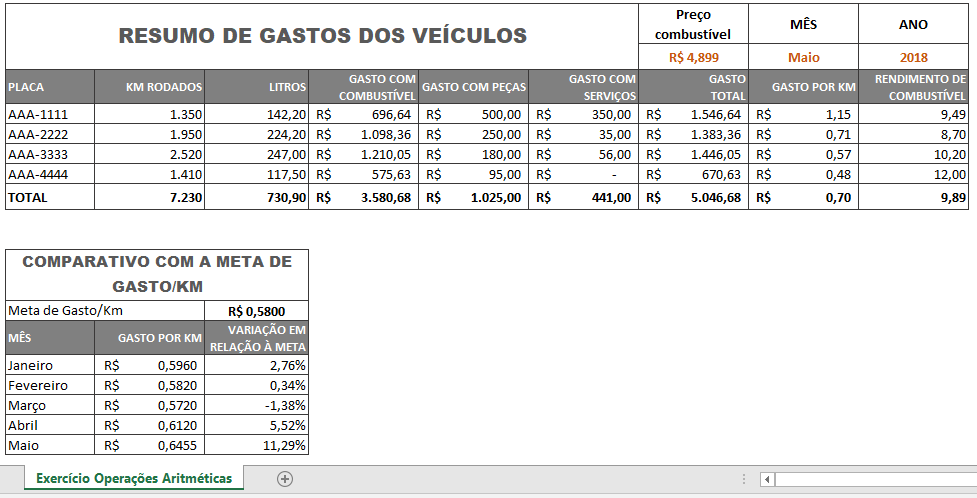 RESUMO DE GASTOS DOS VEÍCULOS
Preço combustível MÊS ANO
R$ 4,899 Maio 2018
PLACA KM RODADOS LITROS GASTO COM COMBUSTÍVEL GASTO COM PEÇAS GASTO COM SERVIÇOS GASTO TOTAL GASTO POR KM RENDIMENTO DE COMBUSTÍVEL
AAA-1111 1.350 142,20 R$ 696,64 R$ 500,00 R$ 350,00 R$ 1.546,64 R$ 1,15 9,49
AAA-2222 1.950 224,20 R$ 1.098,36 R$ 250,00 R$ 35,00 R$ 1.383,36 R$ 0,71 8,70
AAA-3333 2.520 247,00 R$ 1.210,05 R$ 180,00 R$ 56,00 R$ 1.446,05 R$ 0,57 10,20
AAA-4444 1.410 117,50 R$ 575,63 R$ 95,00 R$ - R$ 670,63 R$ 0,48 12,00
TOTAL 7.230 730,90 R$ 3.580,68 R$ 1.025,00 R$ 441,00 R$ 5.046,68 R$ 0,70 9,89
COMPARATIVO COM A META DE
GASTO/KM
Meta de Gasto/Km R$ 0,5800
MÊS GASTO POR KM VARIAÇÃO EM RELAÇÃO À META
Janeiro R$ 0,5960 2,76%
Fevereiro R$ 0,5820 0,34%
Março R$ 0,5720 -1,38%
Abril R$ 0,6120 5,52%
Maio R$ 0,6455 11,29%
Exercício Operações Aritméticas